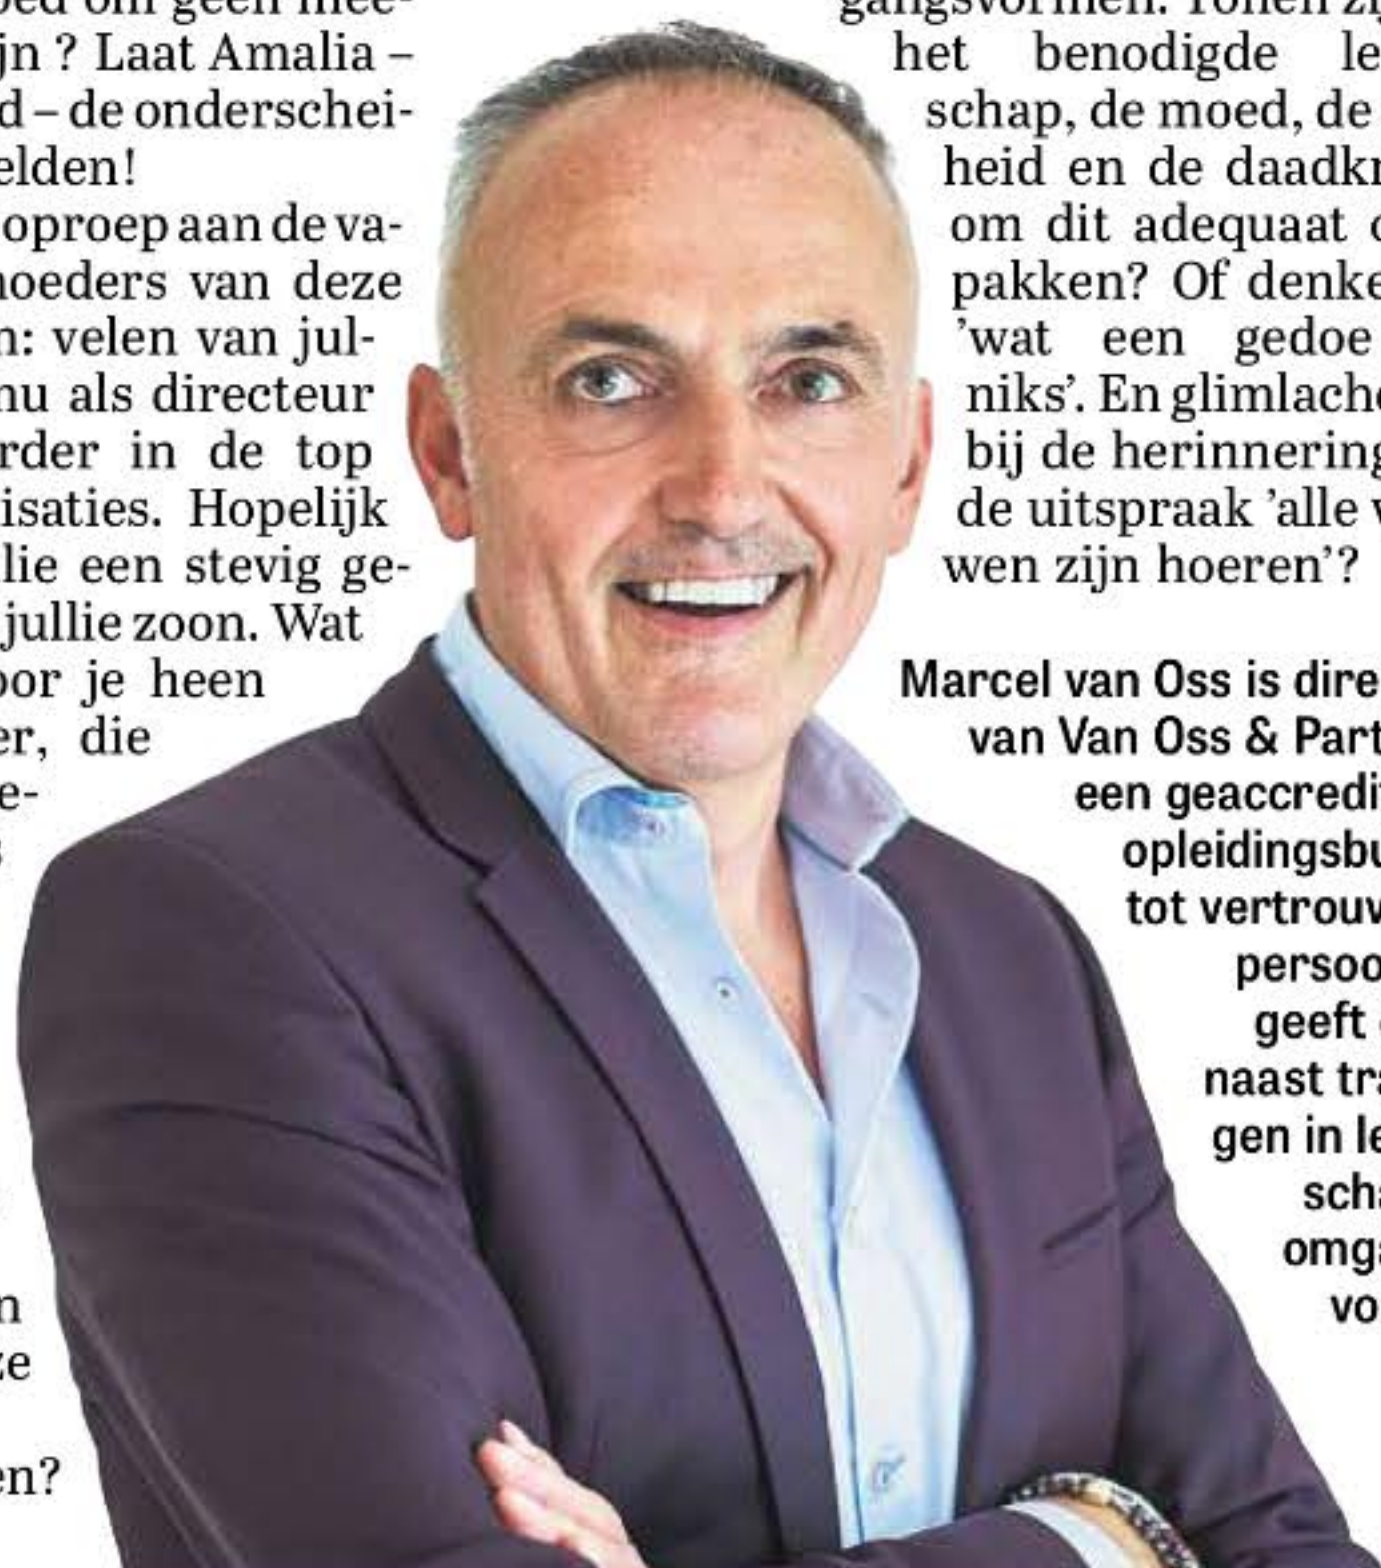 jn ? Laat Amalia –
d – de onderschei-
elden!
oproep aan de va-
noeders van deze
n: velen van jul-
nu als directeur
rder in de top
isaties. Hopelijk
lie een stevig ge-
jullie zoon. Wat
oor je heen
er, die
e-
n
ze
en?
het benodigde le
schap, de moed, de
heid en de daadkr
om dit adequaat o
pakken? Of denke
’wat een gedoe
niks’. En glimlache
bij de herinnering
de uitspraak ’alle v
wen zijn hoeren’?
Marcel van Oss is dire
van Van Oss & Part
een geaccredit
opleidingsbu
tot vertrouw
persoo
geeft
naast tra
gen in le
scha
omga
vo